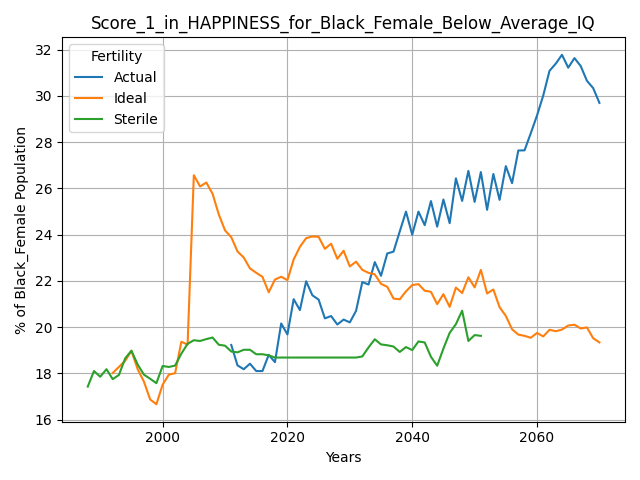 Score_1_in_HAPPINESS_for_Black_Female_Below_Average_IQ
Fertility
Actual
Ideal
Sterile
% of Black_Female Population
32
30
28
26
24
22
20
18
16
2000
2020
2040
2060
Years